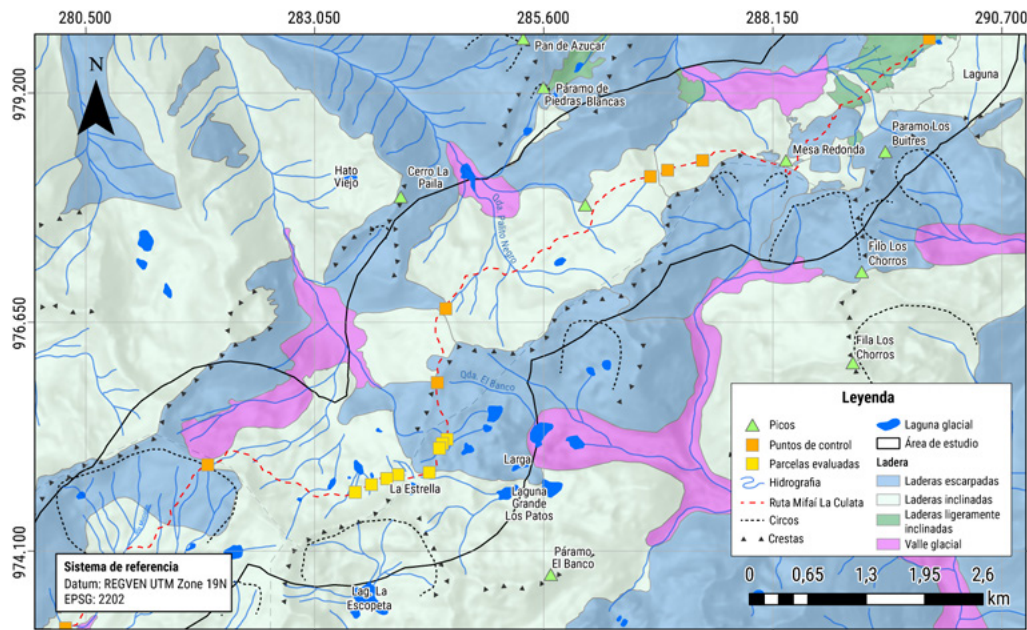 280.500
283.050
285.600
288.150
290.700
979.200
976.650
974.100
N
Pan de Azucar
Páramo de
Piedras Blancas
Laguna
Paramo Los
Buitres
Mesa Redonda
Hato
Viejo
Cerro La
Paila
Qda. Palito Negro
Filo Los
Chorros
Fila Los
Chorros
Qda. El Banco
Larga
La Estrella
Laguna
Grande
Los Patos
Páramo
El Banco
Lag. La
Escopeta
Leyenda
Picos
Puntos de control
Parcelas evaluadas
Hidrografia
Ruta Mifaí La Culata
Circos
Crestas
Laguna glacial
Área de estudio
Ladera
Laderas escarpadas
Laderas inclinadas
Laderas ligeramente
inclinadas
Valle glacial
Sistema de referencia
Datum: REGVEN UTM Zone 19N
EPSG: 2202
0
0,65
1,3
1,95
2,6
km